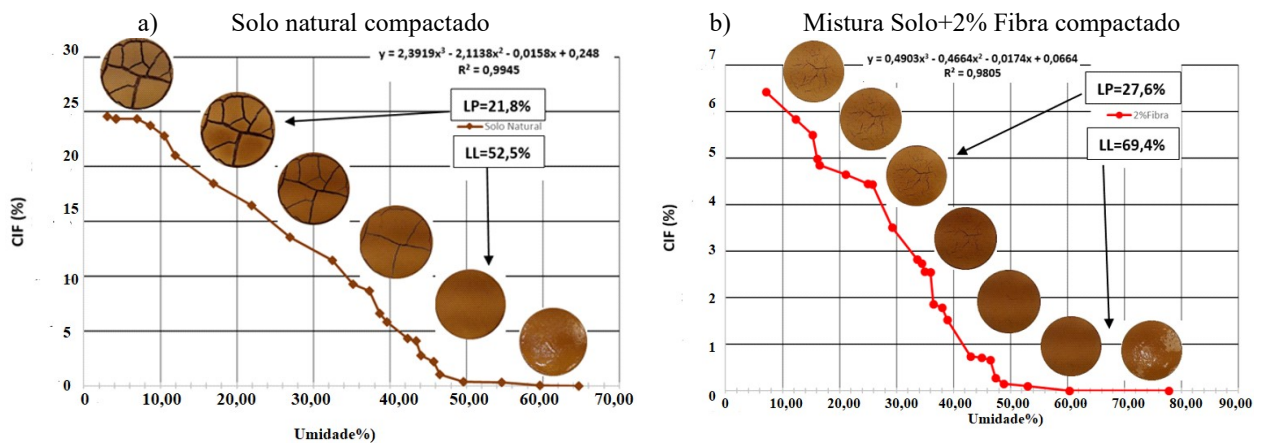 a) Solo natural compactado
30
25
20
15
10
5
0
CIF (%)
y = 2,3919x³ - 2,1138x² - 0,0158x + 0,248
R² = 0,9945
LP=21,8%
Solo Natural
LL=52,5%
0 10,00 20,00 30,00 40,00 50,00 60,00 70,00
Umidade%)
b) Mistura Solo+2% Fibra compactado
7
6
5
4
3
2
1
0
CIF (%)
y = 0,4903x³ - 0,4664x² - 0,0174x + 0,0664
R² = 0,9805
LP=27,6%
2%Fibra
LL=69,4%
0 10,00 20,00 30,00 40,00 50,00 60,00 70,00 80,00 90,00
Umidade%)